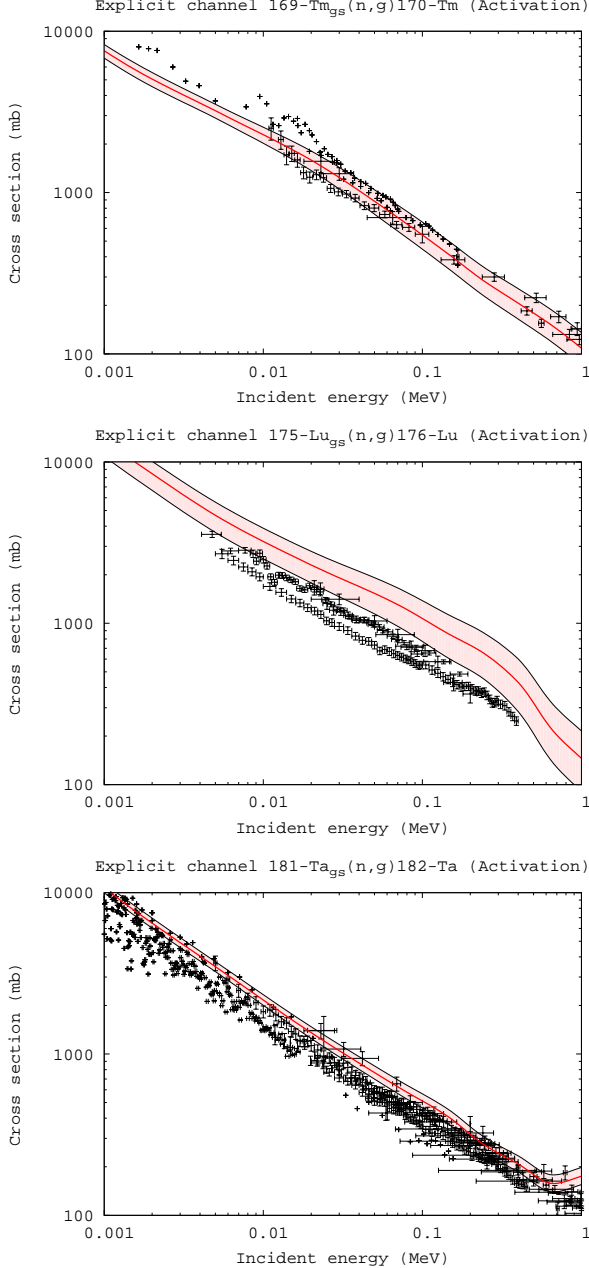 Explicit channel 169-Tmgs(n,g)170-Tm (Activation)
10000
1000
100
Cross section (mb)
0.001 0.01 0.1 1
Incident energy (MeV)
Explicit channel 175-Lugs(n,g)176-Lu (Activation)
10000
1000
100
Cross section (mb)
0.001 0.01 0.1 1
Incident energy (MeV)
Explicit channel 181-Tags(n,g)182-Ta (Activation)
10000
1000
100
Cross section (mb)
0.001 0.01 0.1 1
Incident energy (MeV)